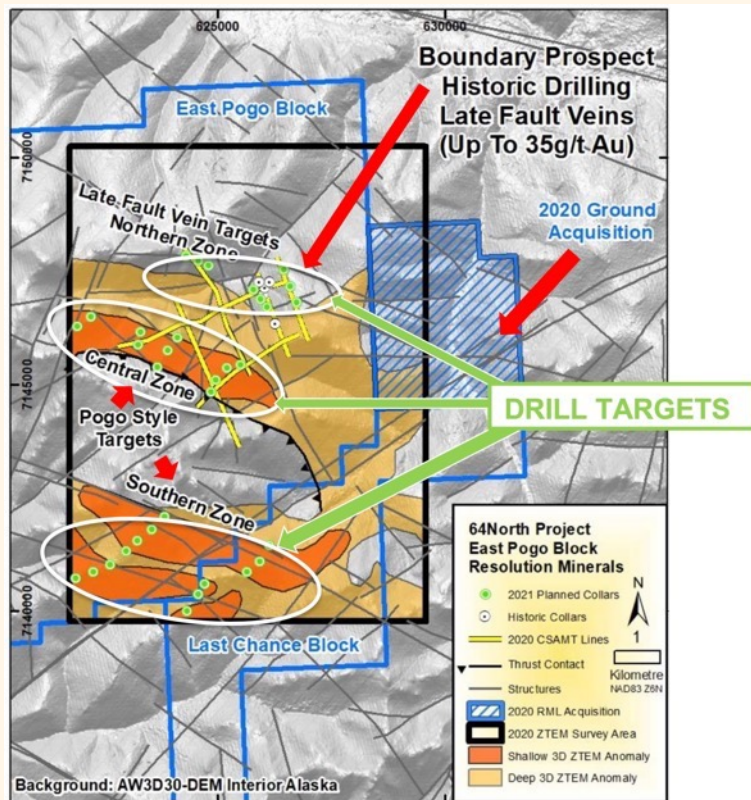 625000
630000
Boundary Prospect
Historic Drilling
Late Fault Veins
(Up To 35g/t Au)
East Pogo Block
7150000
2020 Ground
Acquisition
Late Fault Vein Targets
Northern Zone
Central Zone
7145000
DRILL TARGETS
Pogo Style
Targets
Southern Zone
7140000
Last Chance Block
64North Project
East Pogo Block
Resolution Minerals
2021 Planned Collars
Historic Collars
2020 CSAMT Lines
Thrust Contact
Structures
2020 RML Acquisition
2020 ZTEM Survey Area
Shallow 3D ZTEM Anomaly
Deep 3D ZTEM Anomaly
N
1
Kilometre
NAD83 Z6N
Background: AW3D30-DEM Interior Alaska